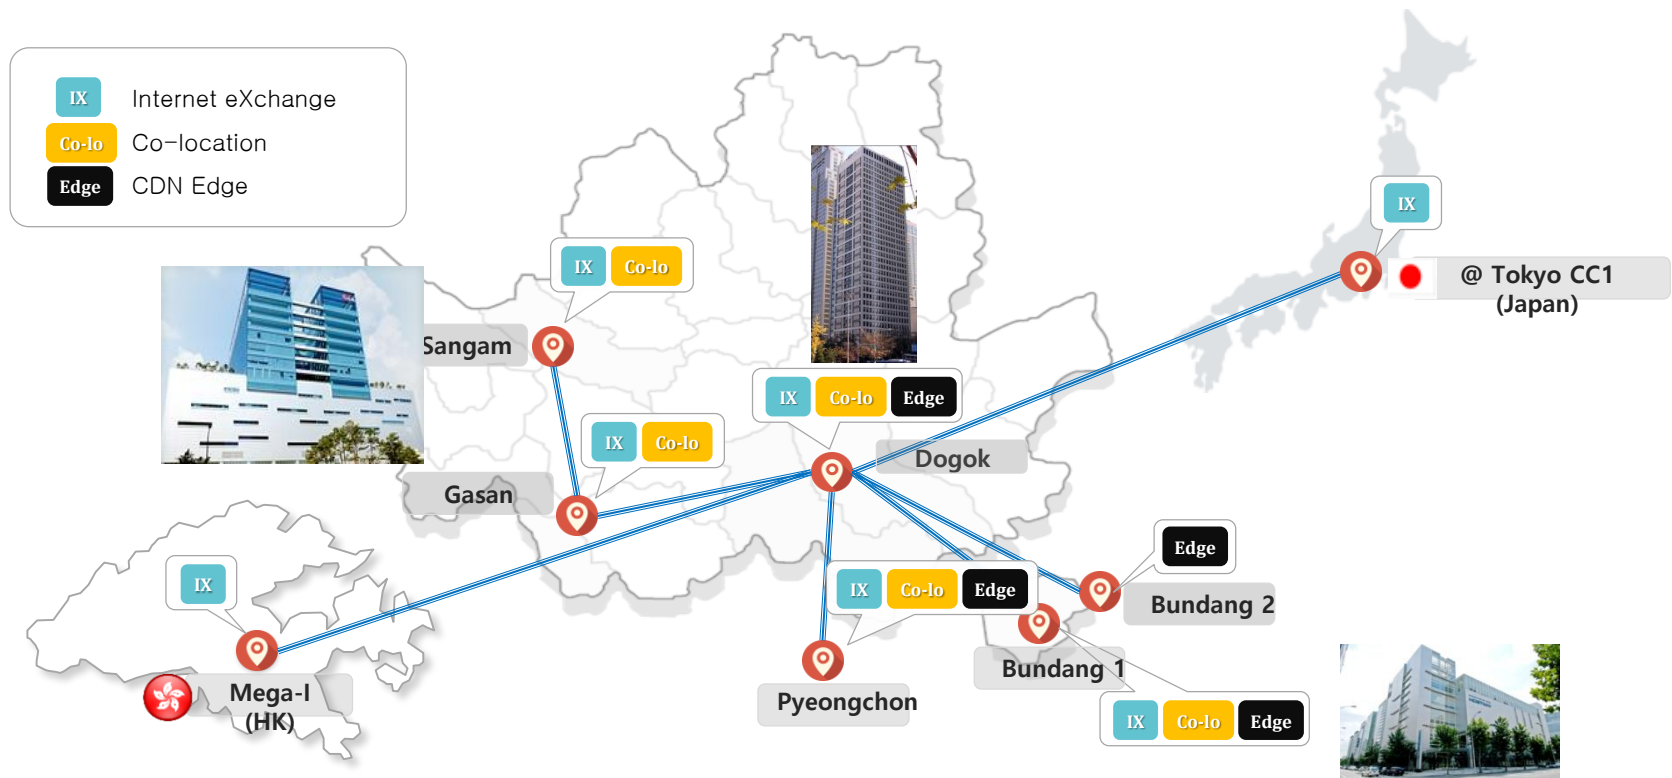 IX Internet eXchange
Co-lo Co-location
Edge CDN Edge
IX
@ Tokyo CC1
(Japan)
IX Co-lo
Sangam
IX Co-lo Edge
Dogok
IX Co-lo
Gasan
IX
Mega-I
(HK)
IX Co-lo Edge
Pyeongchon
Edge
Bundang 2
Bundang 1
IX Co-lo Edge